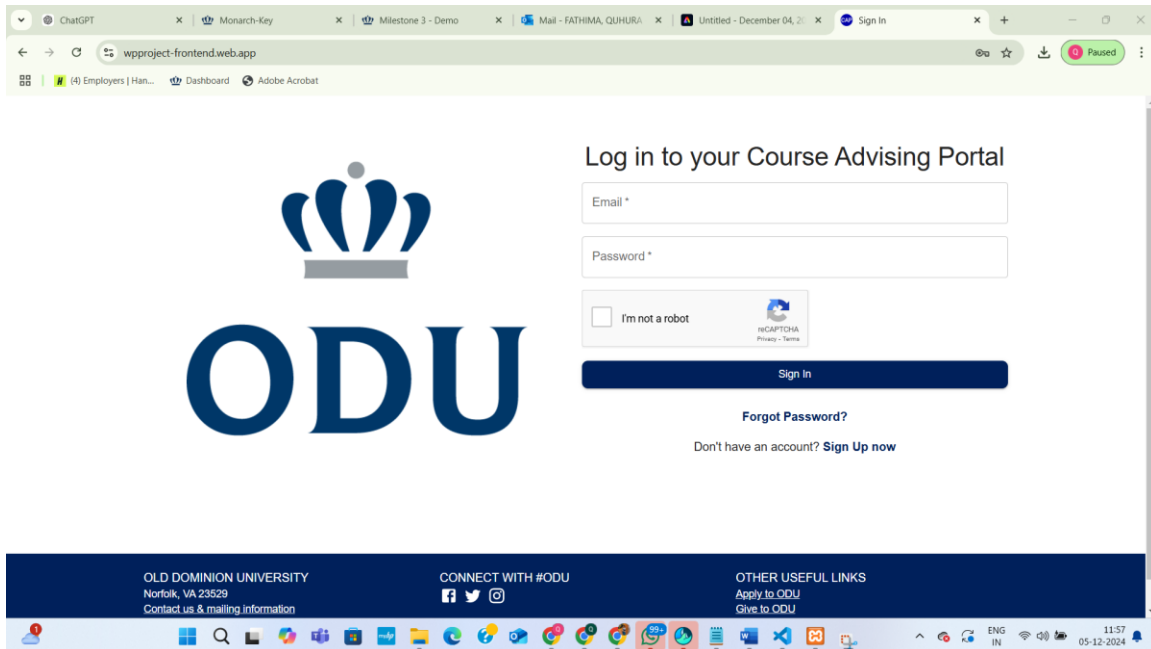 ChatGPT
Monarch-Key
Milestone 3 - Demo
Mail - FATHIMA, QUHURA
Untitled - December 04, 20
CAP
Sign In
wpproject-frontend.web.app
Q
Paused
H
(4) Employers | Han...
Dashboard
Adobe Acrobat
Log in to your Course Advising Portal
Email *
Password *
I'm not a robot
reCAPTCHA
Privacy - Terms
Sign In
Forgot Password?
Don't have an account? Sign Up now
ODU
OLD DOMINION UNIVERSITY
Norfolk, VA 23529
Contact us & mailing information
CONNECT WITH #ODU
OTHER USEFUL LINKS
Apply to ODU
Give to ODU
1
99+
ENG
IN
11:57
05-12-2024